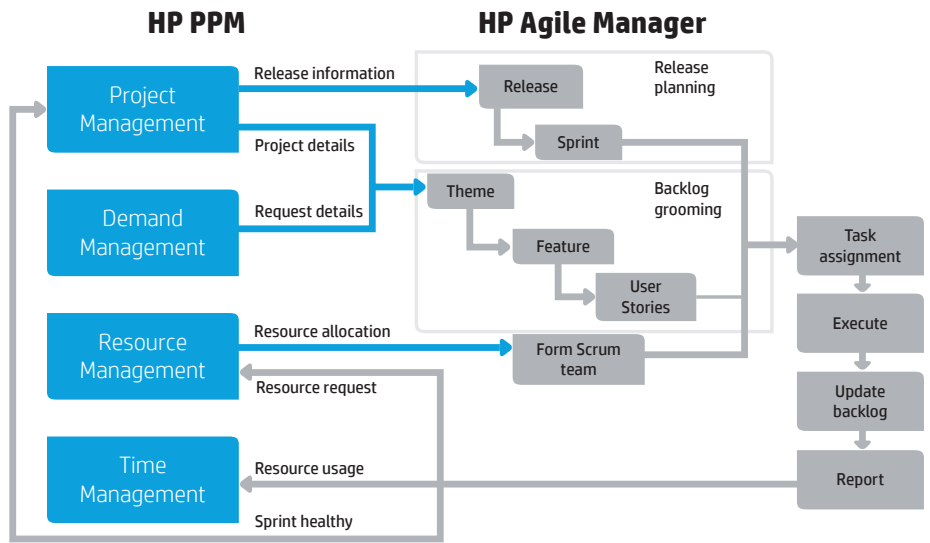 HP PPM
HP Agile Manager
Release information
Project
Management
Project details
Release
Release
planning
Sprint
Demand
Management
Request details
Theme
Backlog
grooming
Feature
User
Stories
Task
assignment
Execute
Resource
Management
Resource allocation
Resource request
Form Scrum
team
Update
backlog
Time
Management
Resource usage
Sprint healthy
Report